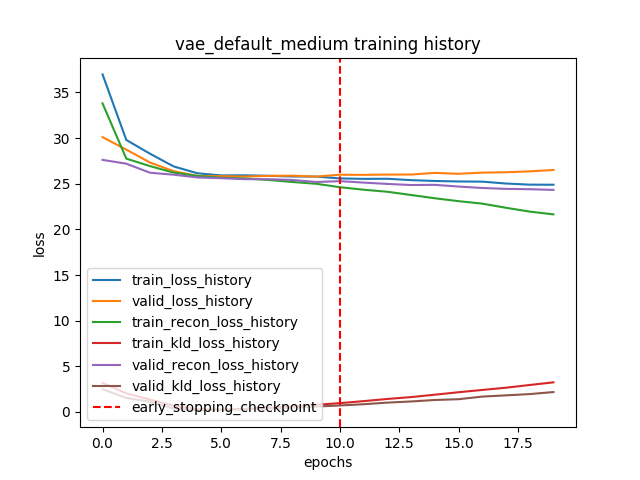 vae_default_medium training history
loss
35
30
25
20
15
10
5
0
train_loss_history
valid_loss_history
train_recon_loss_history
train_kld_loss_history
valid_recon_loss_history
valid_kld_loss_history
early_stopping_checkpoint
0.0 2.5 5.0 7.5 10.0 12.5 15.0 17.5
epochs